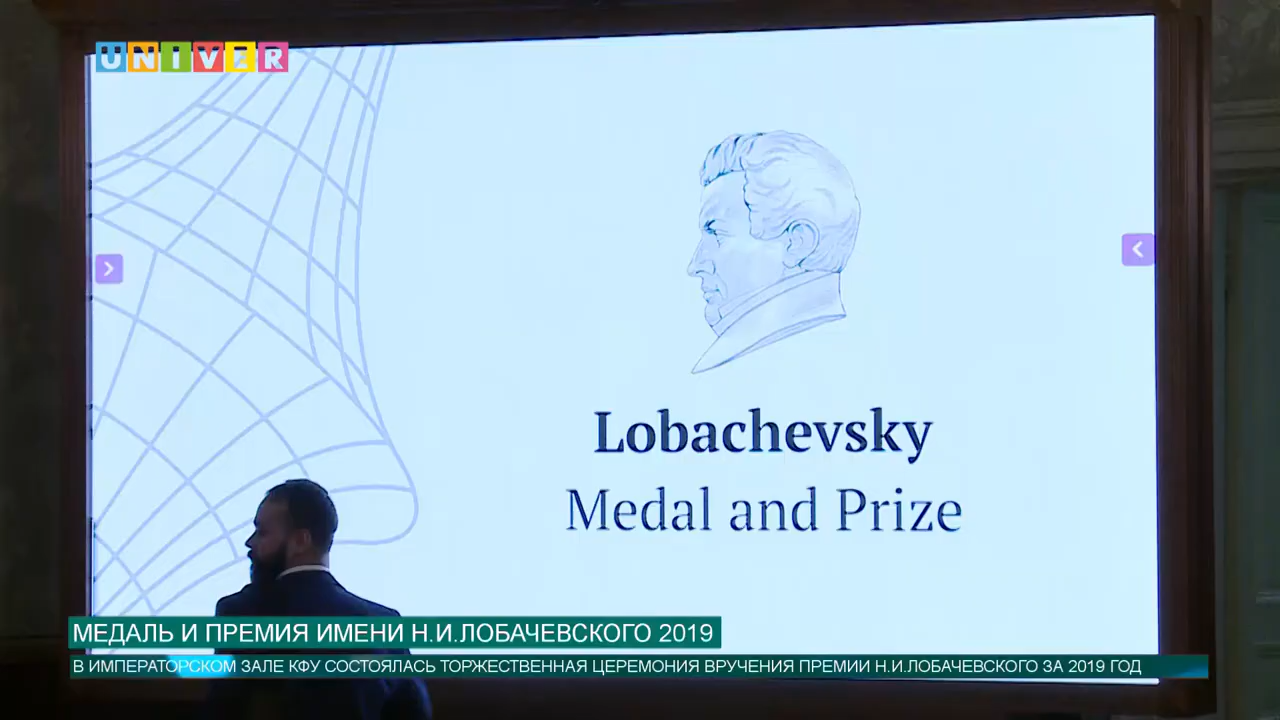 UNIVER
Lobachevsky
Medal and Prize
МЕДАЛЬ И ПРЕМИЯ ИМЕНИ Н.И.ЛОБАЧЕВСКОГО 2019
В ИМПЕРАТОРСКОМ ЗАЛЕ КФУ СОСТОЯЛАСЬ ТОРЖЕСТВЕННАЯ ЦЕРЕМОНИЯ ВРУЧЕНИЯ ПРЕМИИ Н.И.ЛОБАЧЕВСКОГО ЗА 2019 ГОД